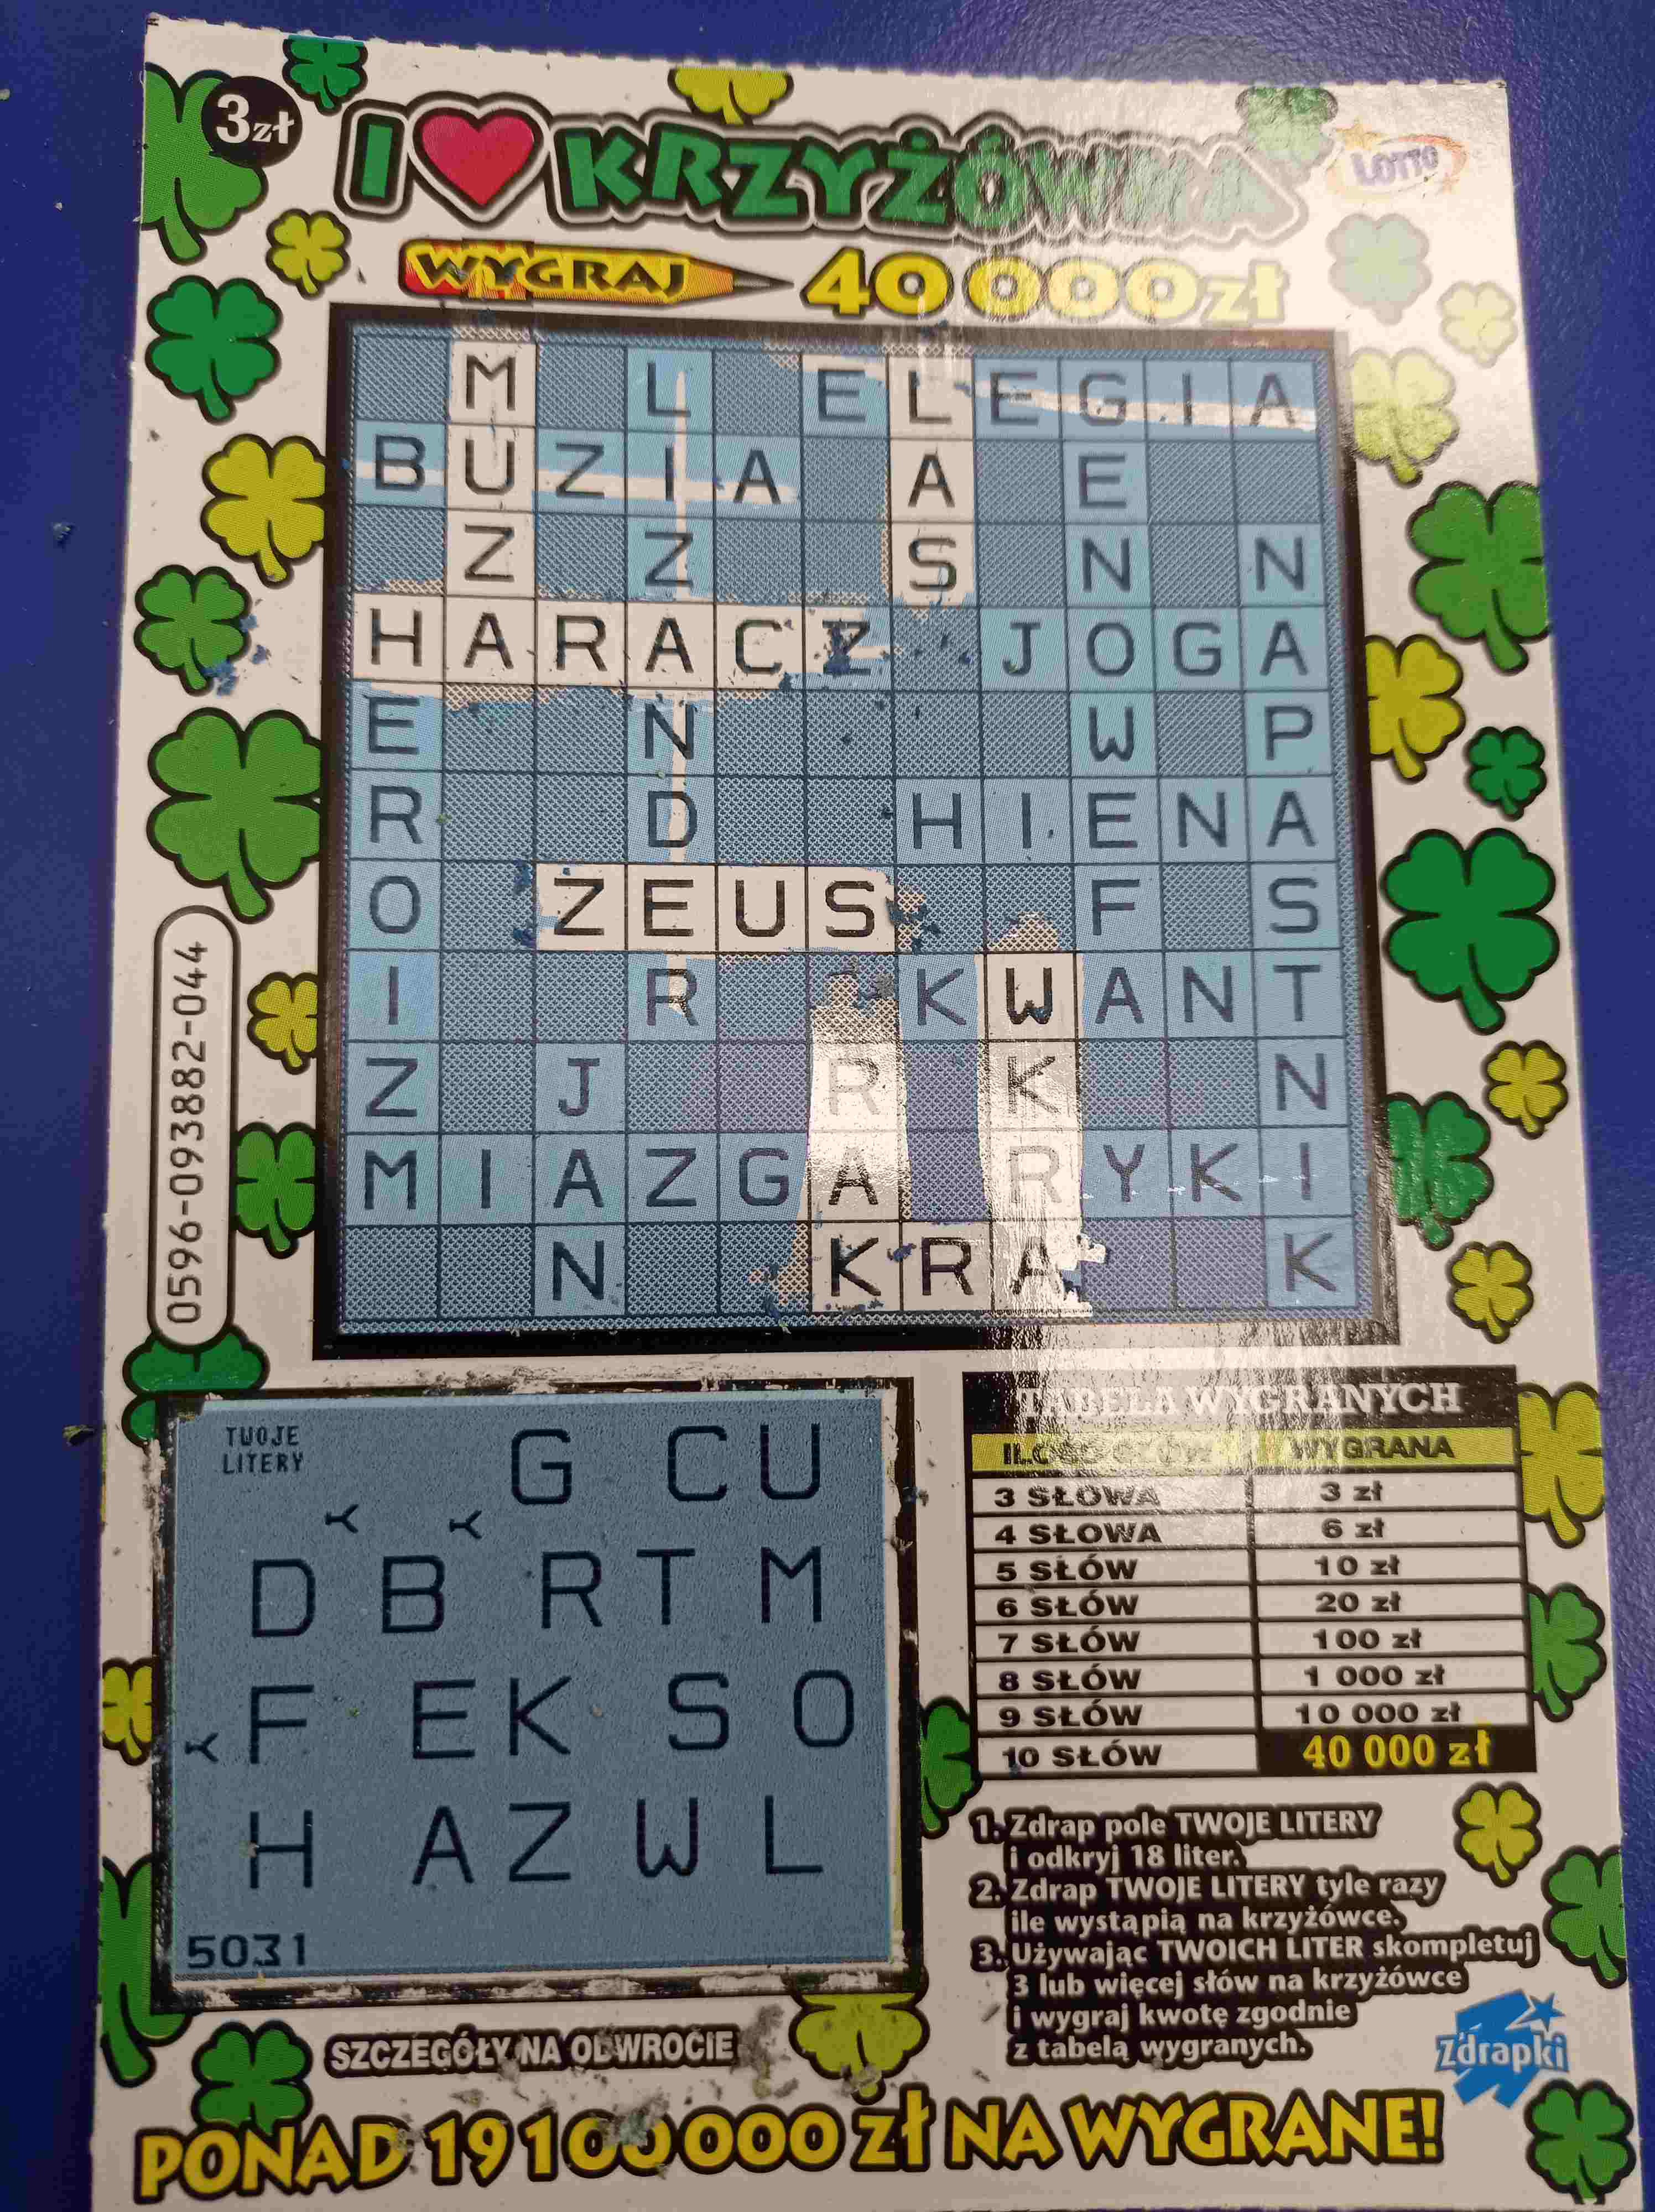 3zł
I ❤ KRZYŻÓWKA
LOTTO
WYGRAJ 40 000 zł
M L E L E G I A
B U Z I A A E
Z Z S N N
H A R A C Z J O G A
E N W P
R D H I E N A
O Z E U S F S
I R K W A N T
Z J R K N
M I A Z G A R Y K I
N K R A K
0596-093882-044
TWOJE
LITERY
G C U
D B R T M
F E K S O
H A Z W L
5031
TABELA WYGRANYCH
ILOŚĆ SŁÓW WYGRANA
3 SŁOWA 3 zł
4 SŁOWA 6 zł
5 SŁÓW 10 zł
6 SŁÓW 20 zł
7 SŁÓW 100 zł
8 SŁÓW 1 000 zł
9 SŁÓW 10 000 zł
10 SŁÓW 40 000 zł
1. Zdrap pole TWOJE LITERY
i odkryj 18 liter.
2. Zdrap TWOJE LITERY tyle razy
ile wystąpią na krzyżówce.
3. Używając TWOICH LITER skompletuj
3 lub więcej słów na krzyżówce
i wygraj kwotę zgodnie
z tabelą wygranych.
Zdrapki
SZCZEGÓŁY NA ODWROCIE
PONAD 19 100 000 zł NA WYGRANE!